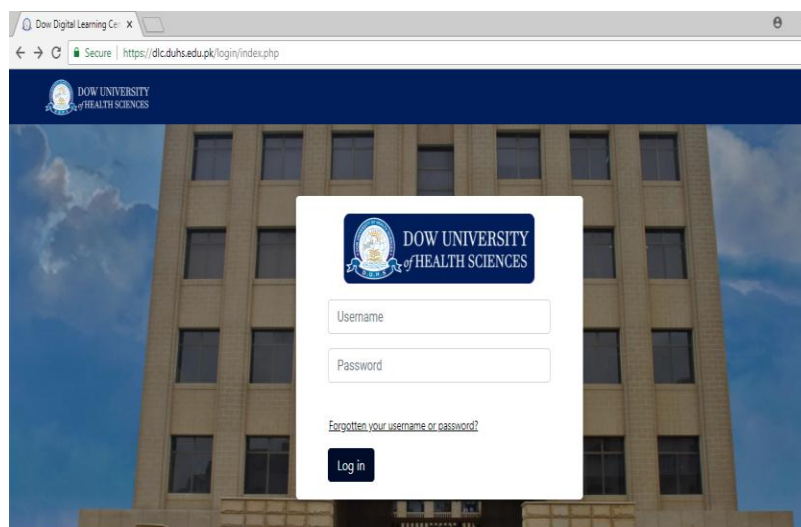 Dow Digital Learning Cen
Secure | https://dlc.duhs.edu.pk/login/index.php
DOW UNIVERSITY
of HEALTH SCIENCES
DOW UNIVERSITY
of HEALTH SCIENCES
D.U.H.S
Username
Password
Forgotten your username or password?
Log in